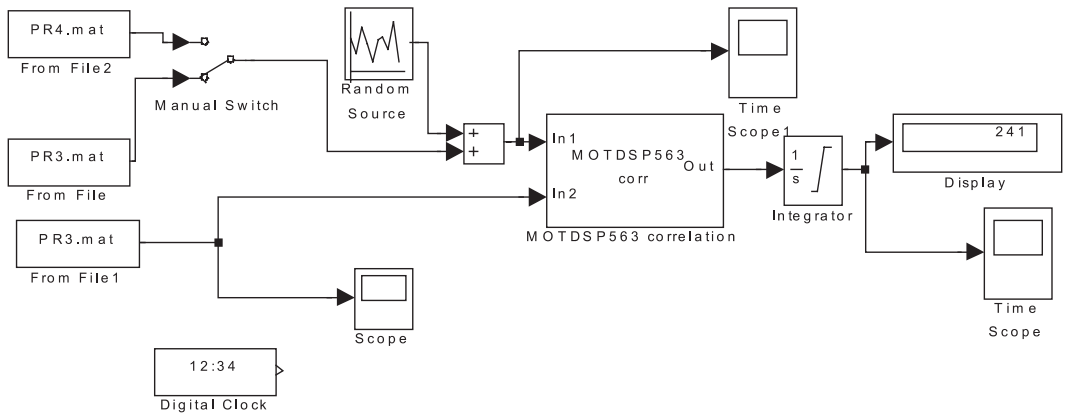 PR4.mat
From File2
Manual Switch
PR3.mat
From File
PR3.mat
From File1
Random
Source
+
+
Time
Scope1
In1
MOTDSP563
corr
Out
In2
MOTDSP563 correlation
1
s
Integrator
241
Display
Time
Scope
Scope
12:34
Digital Clock